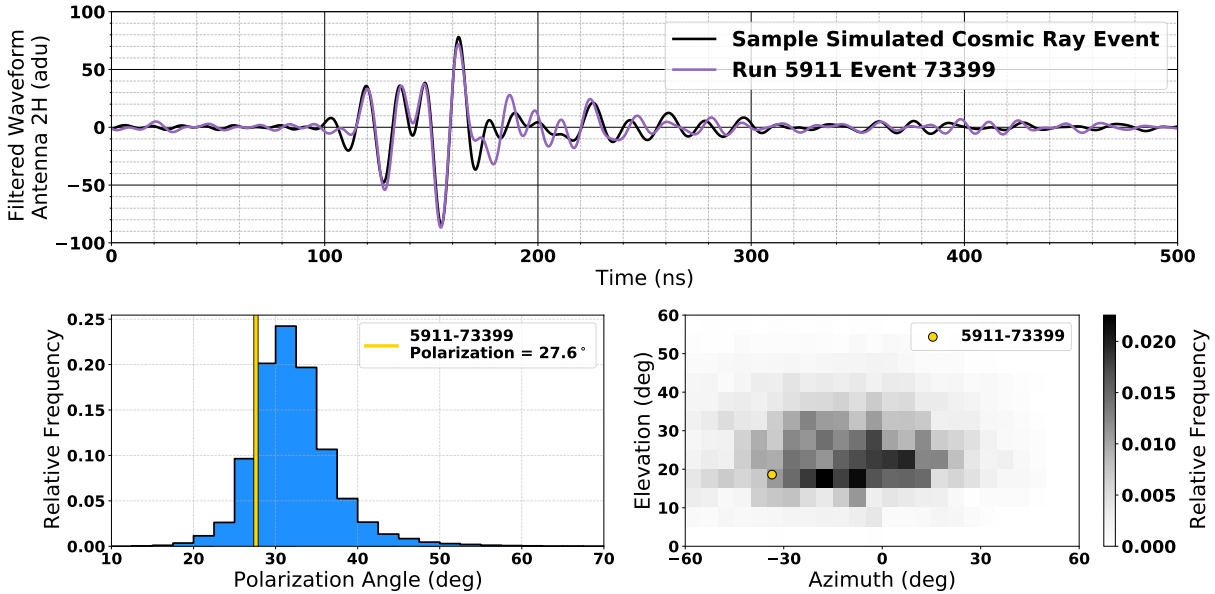 Filtered Waveform
Antenna 2H (adu)
100
50
0
−50
−100
Sample Simulated Cosmic Ray Event
Run 5911 Event 73399
0 100 200 300 400 500
Time (ns)
Relative Frequency
0.25
0.20
0.15
0.10
0.05
0.00
5911-73399
Polarization = 27.6°
10 20 30 40 50 60 70
Polarization Angle (deg)
Elevation (deg)
60
50
40
30
20
10
0
5911-73399
−60 −30 0 30 60
Azimuth (deg)
0.020
0.015
0.010
0.005
0.000
Relative Frequency